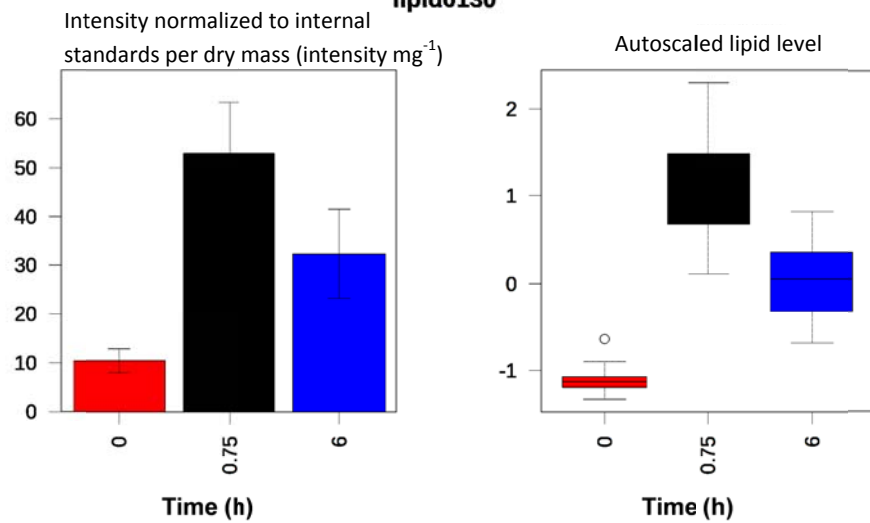 lipid0130
Intensity normalized to internal
standards per dry mass (intensity mg-1)
60
50
40
30
20
10
0
0
0.75
6
Time (h)
Autoscaled lipid level
2
1
0
-1
0
0.75
6
Time (h)